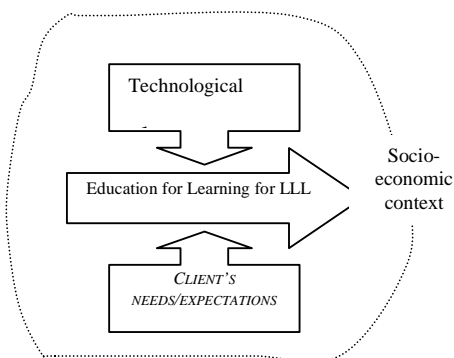 Technological
Education for Learning for LLL
Socio-
economic
context
CLIENT'S
NEEDS/EXPECTATIONS